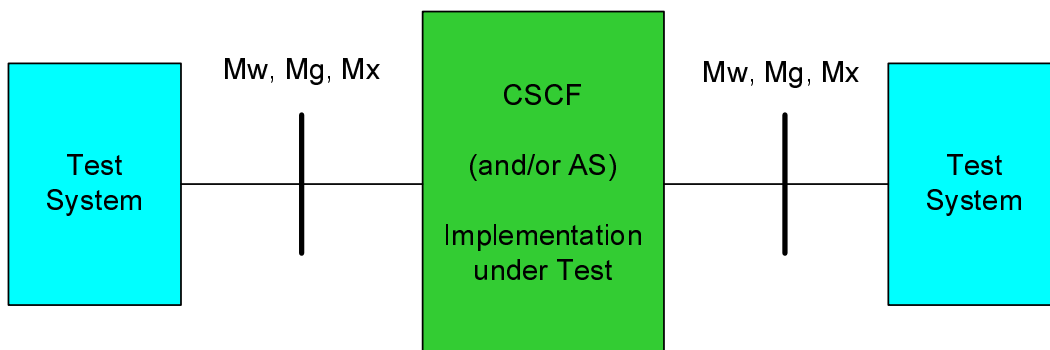 Test
System
Mw, Mg, Mx
CSCF
(and/or AS)
Implementation
under Test
Mw, Mg, Mx
Test
System